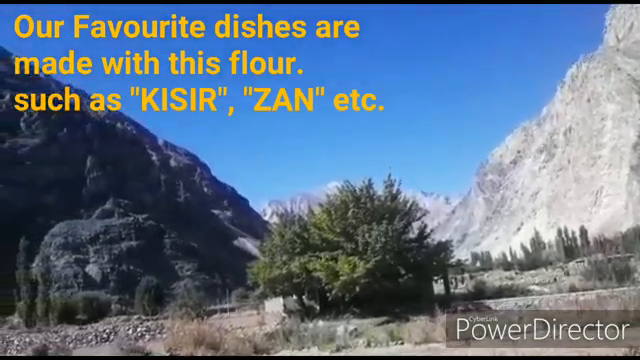 Our Favourite dishes are
made with this flour.
such as "KISIR", "ZAN" etc.
CyberLink
PowerDirector